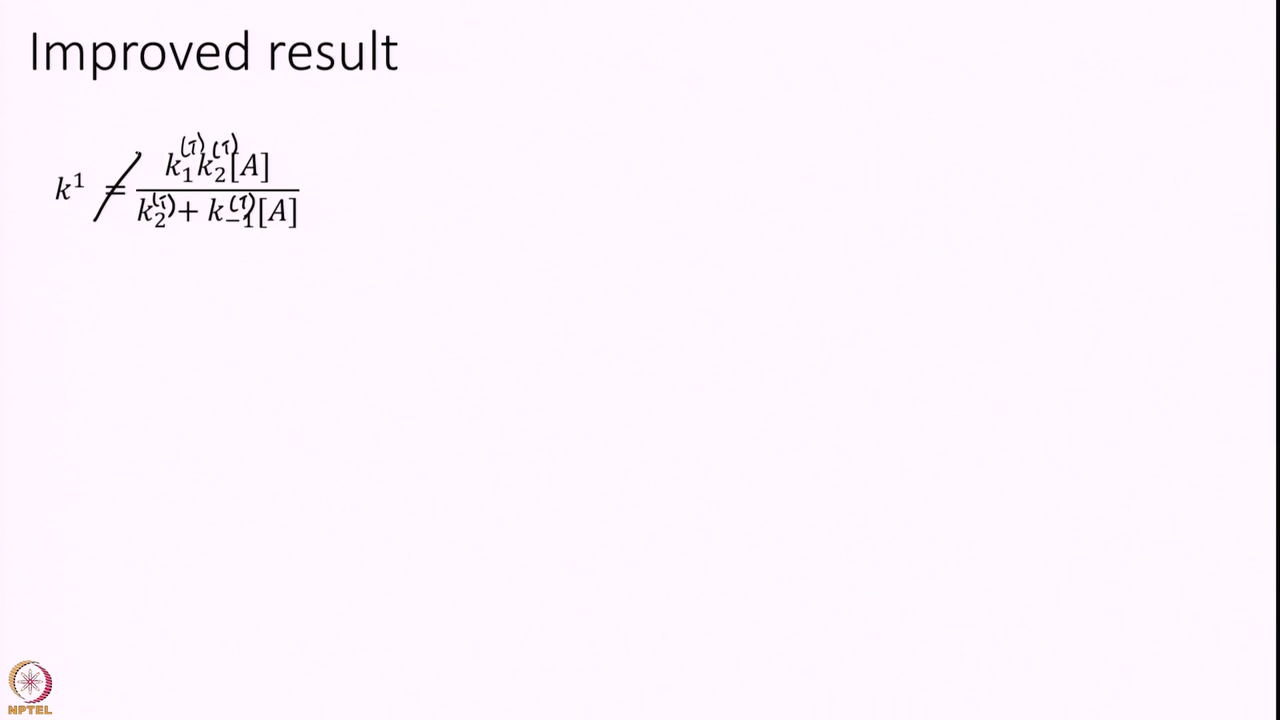 Improved result
k¹ ≠ k₁⁽ᵀ⁾k₂⁽ᵀ⁾[A] / k₂⁽ᵀ⁾ + k₋₁⁽ᵀ⁾[A]
NPTEL